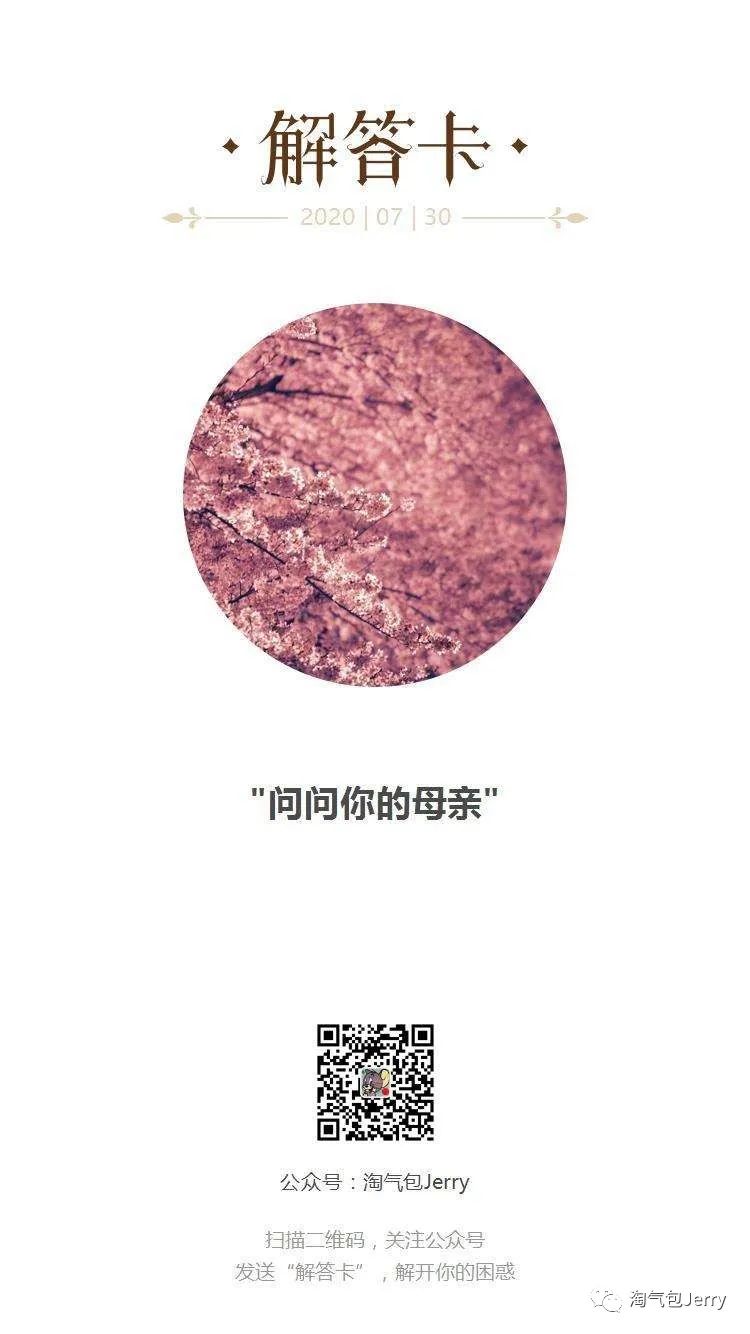 ·解答卡·
2020 | 07 | 30
"问问你的母亲"
公众号：淘气包Jerry
扫描二维码，关注公众号
发送“解答卡”，解开你的困惑
淘气包Jerry